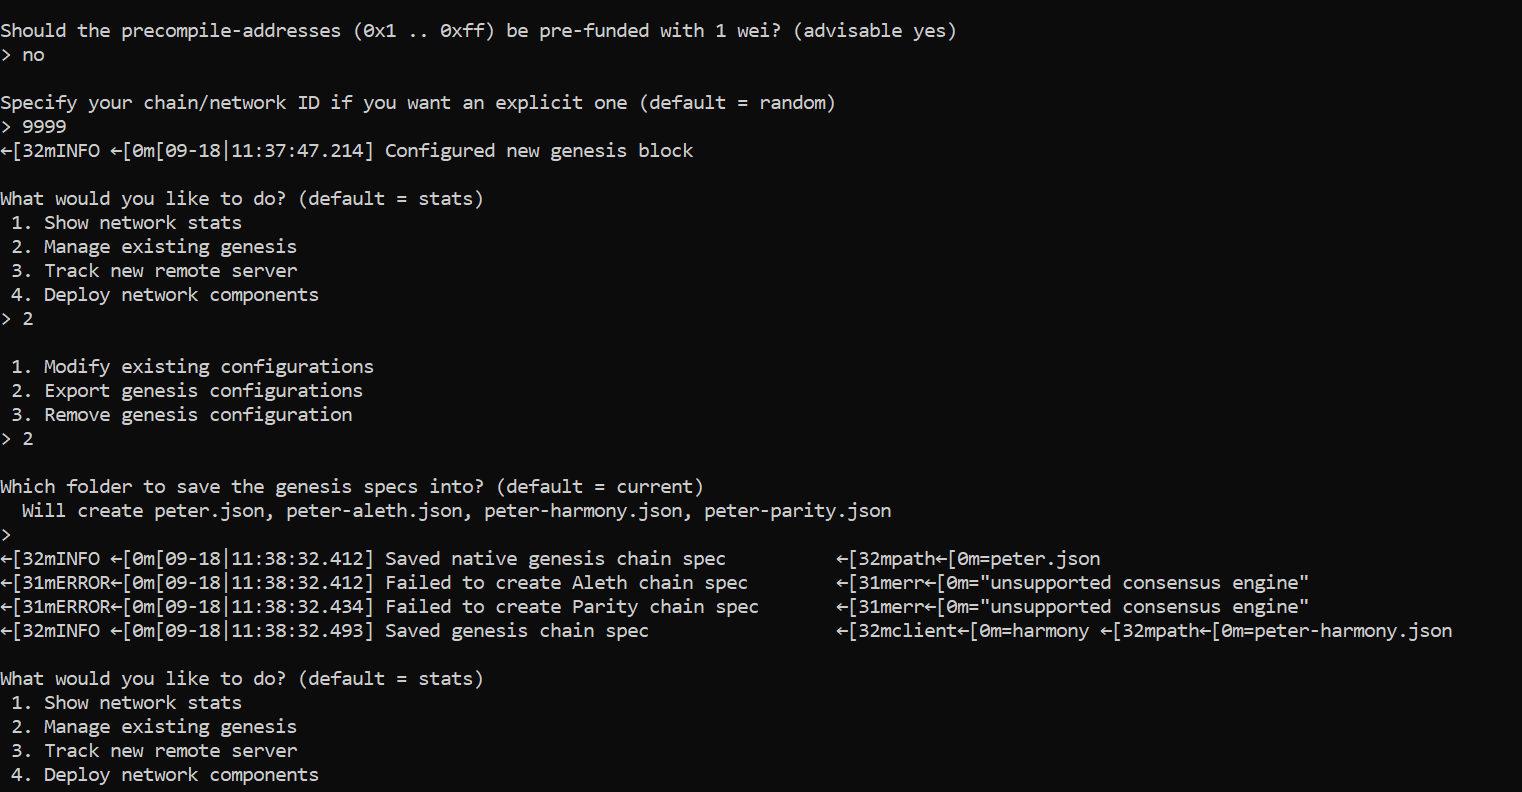 Should the precompile-addresses (0x1 .. 0xff) be pre-funded with 1 wei? (advisable yes)
> no
Specify your chain/network ID if you want an explicit one (default = random)
> 9999
←[32mINFO ←[0m[09-18|11:37:47.214] Configured new genesis block
What would you like to do? (default = stats)
1. Show network stats
2. Manage existing genesis
3. Track new remote server
4. Deploy network components
> 2
1. Modify existing configurations
2. Export genesis configurations
3. Remove genesis configuration
> 2
Which folder to save the genesis specs into? (default = current)
Will create peter.json, peter-aleth.json, peter-harmony.json, peter-parity.json
>
←[32mINFO ←[0m[09-18|11:38:32.412] Saved native genesis chain spec ←[32mpath←[0m=peter.json
←[31mERROR←[0m[09-18|11:38:32.412] Failed to create Aleth chain spec ←[31merr←[0m="unsupported consensus engine"
←[31mERROR←[0m[09-18|11:38:32.434] Failed to create Parity chain spec ←[31merr←[0m="unsupported consensus engine"
←[32mINFO ←[0m[09-18|11:38:32.493] Saved genesis chain spec ←[32mclient←[0m=harmony ←[32mpath←[0m=peter-harmony.json
What would you like to do? (default = stats)
1. Show network stats
2. Manage existing genesis
3. Track new remote server
4. Deploy network components